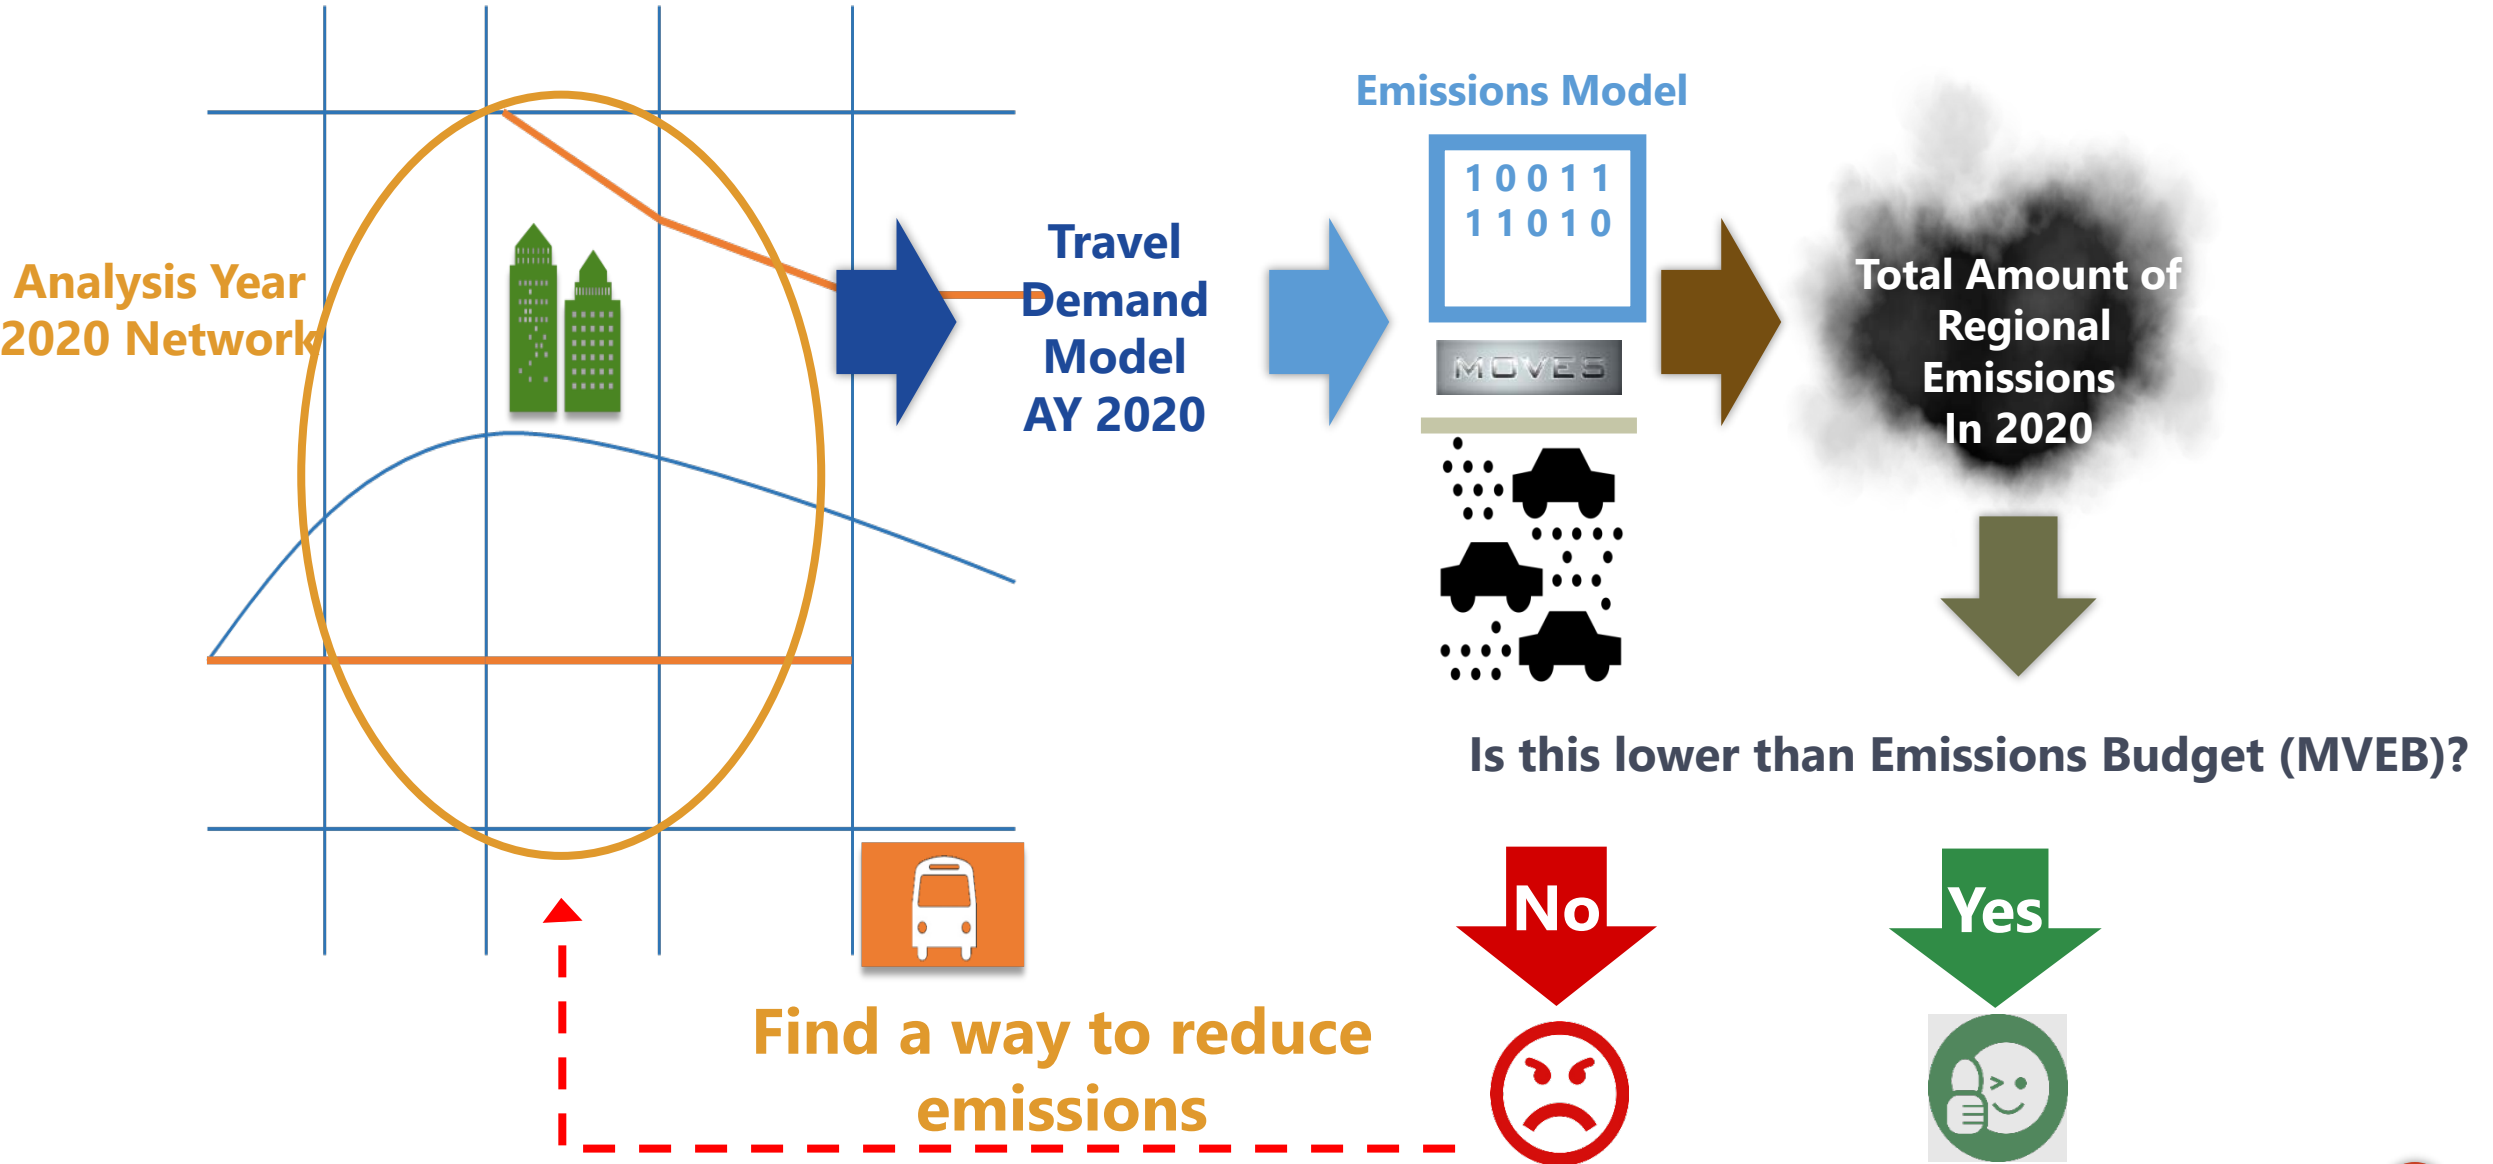 Analysis Year
2020 Network
Travel
Demand
Model
AY 2020
Emissions Model
1 0 0 1 1
1 1 0 1 0
MOVES
Total Amount of
Regional
Emissions
In 2020
Is this lower than Emissions Budget (MVEB)?
No
Yes
Find a way to reduce
emissions